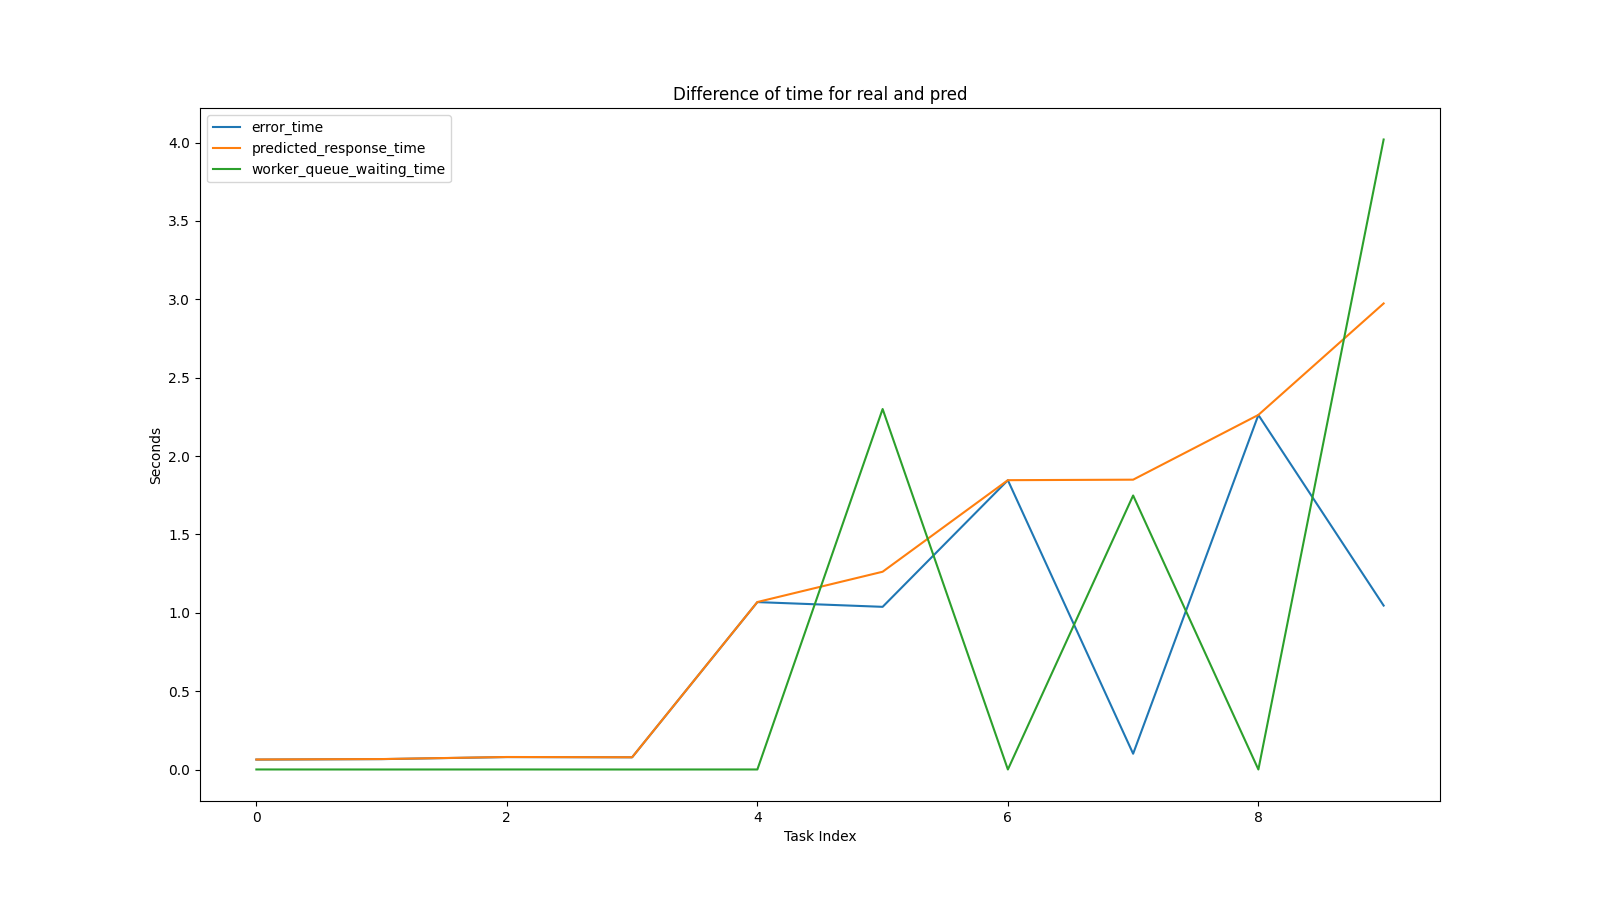 Difference of time for real and pred
error_time
predicted_response_time
worker_queue_waiting_time
4.0
3.5
3.0
2.5
2.0
1.5
1.0
0.5
0.0
Seconds
0 2 4 6 8
Task Index